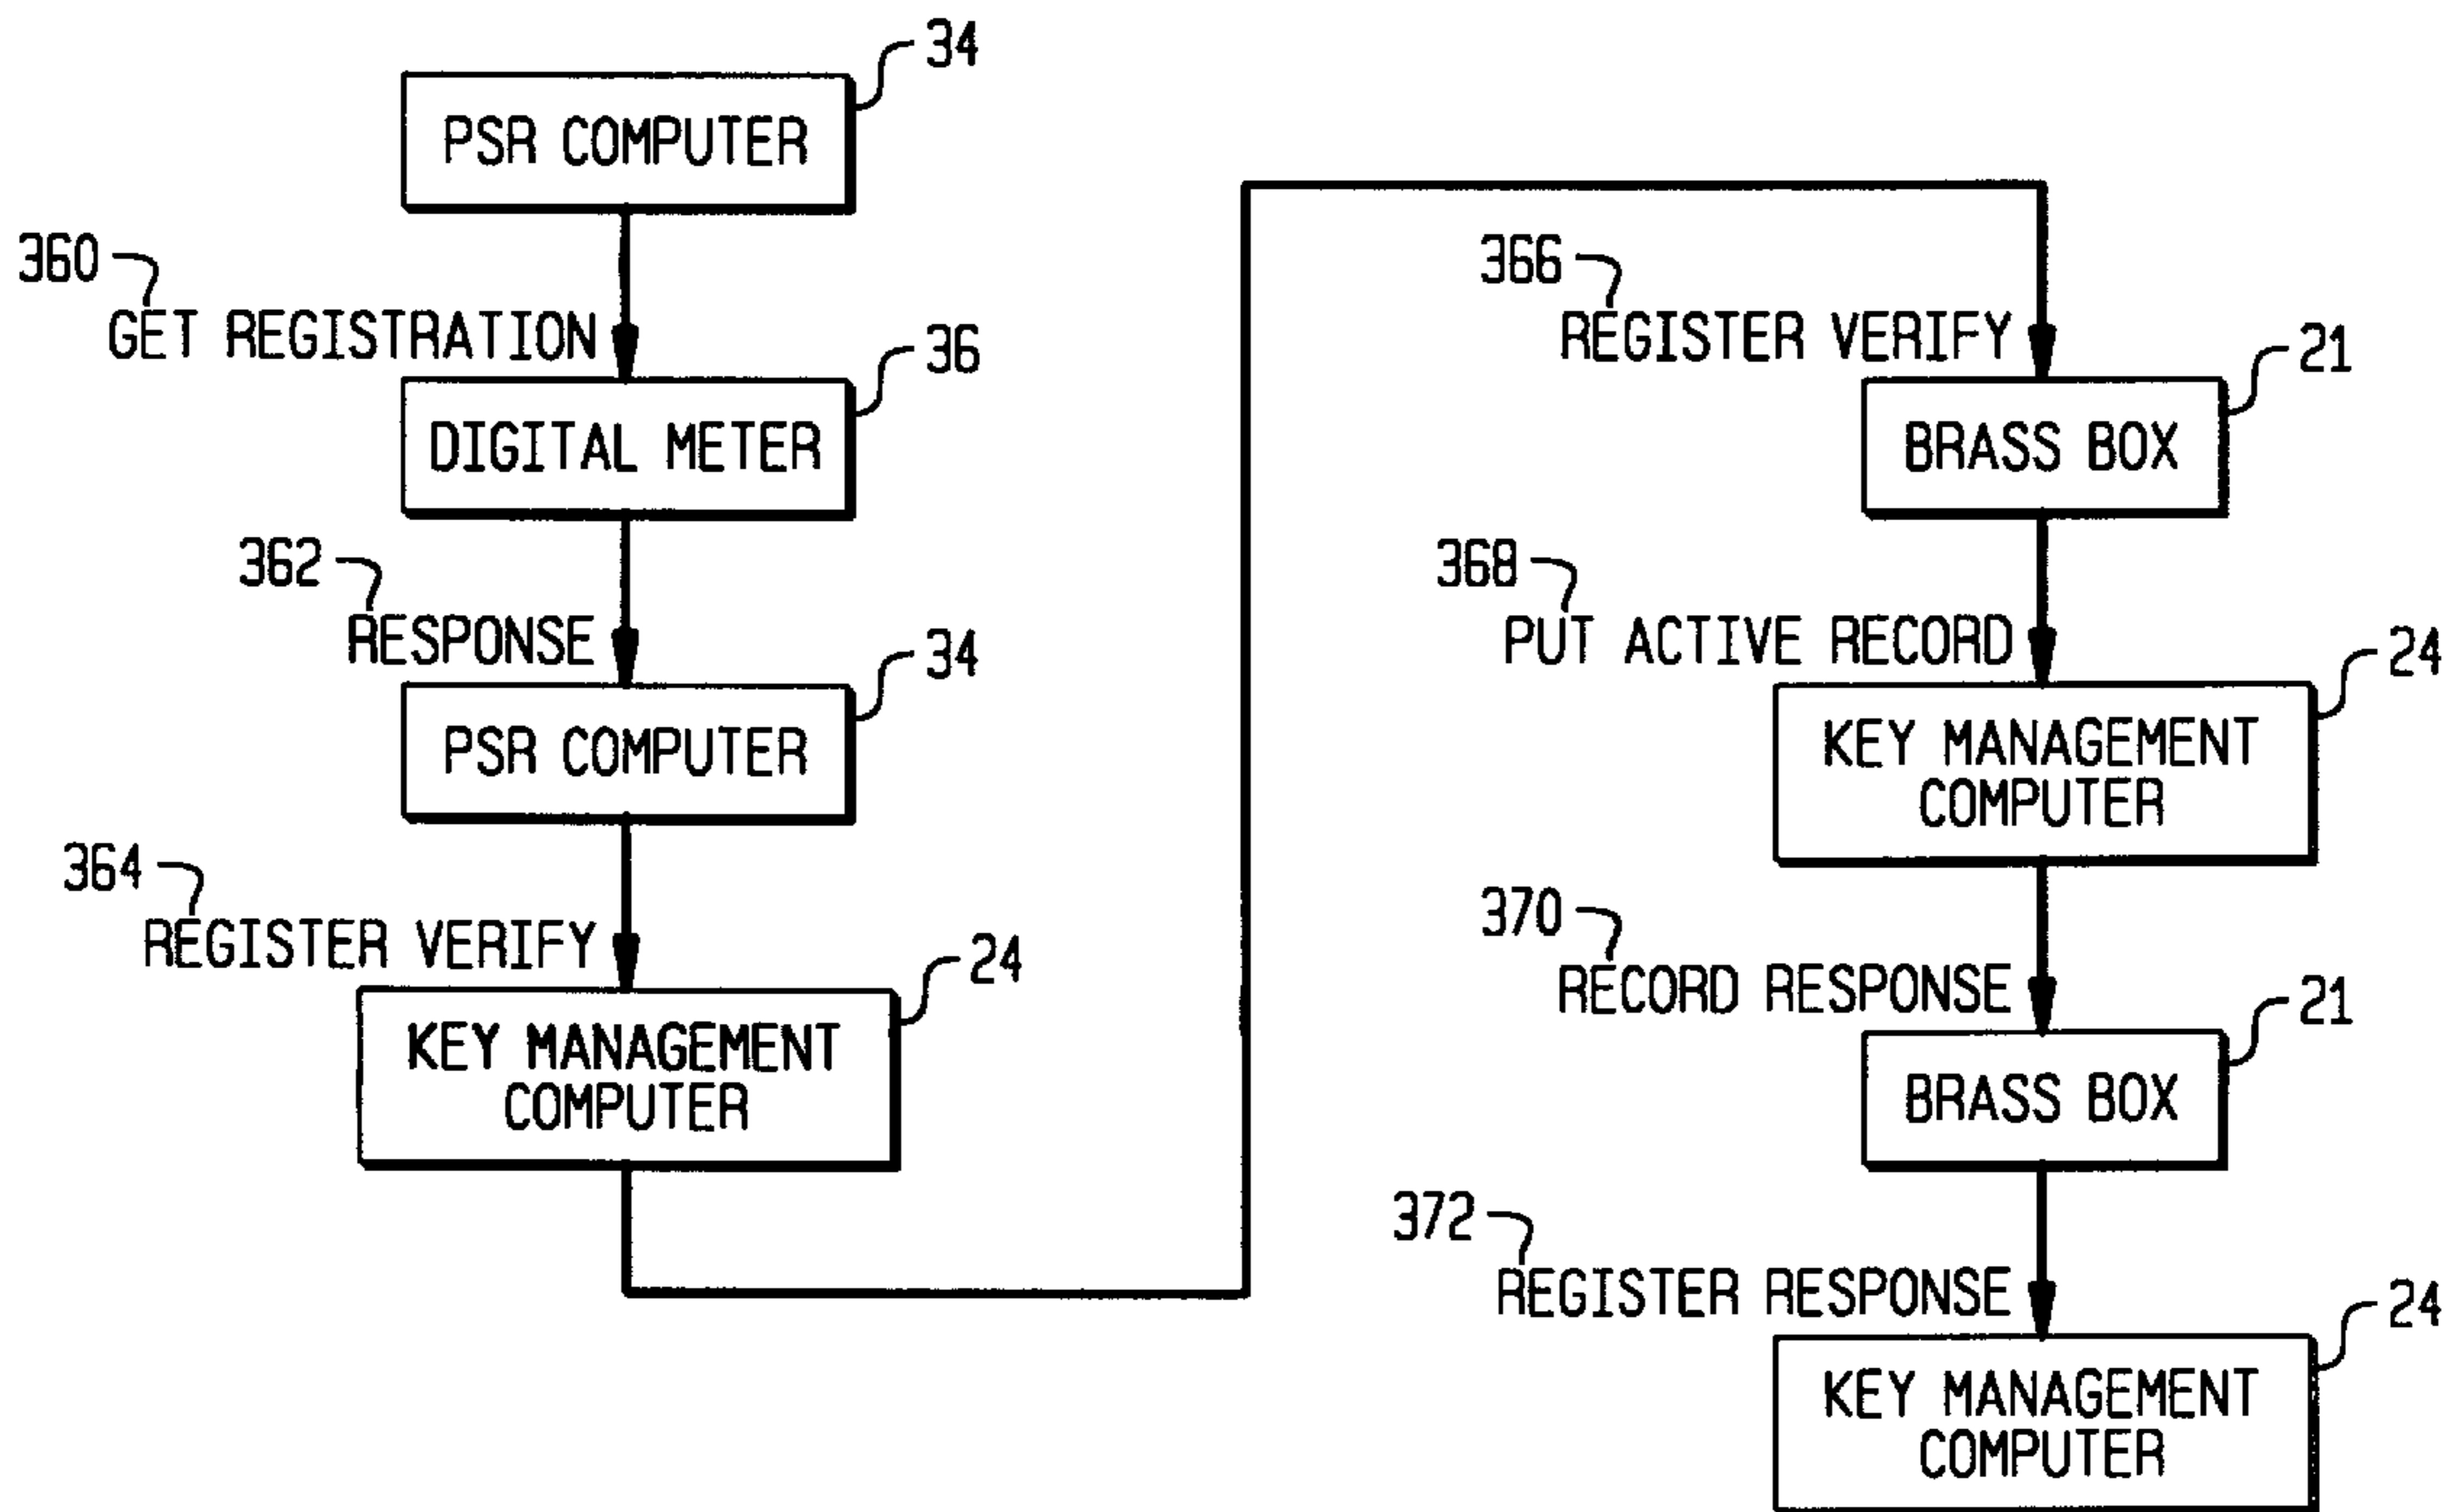 34
PSR COMPUTER
360
GET REGISTRATION
36
DIGITAL METER
362
RESPONSE
34
PSR COMPUTER
364
REGISTER VERIFY
24
KEY MANAGEMENT
COMPUTER
366
REGISTER VERIFY
21
BRASS BOX
368
PUT ACTIVE RECORD
24
KEY MANAGEMENT
COMPUTER
370
RECORD RESPONSE
21
BRASS BOX
372
REGISTER RESPONSE
24
KEY MANAGEMENT
COMPUTER